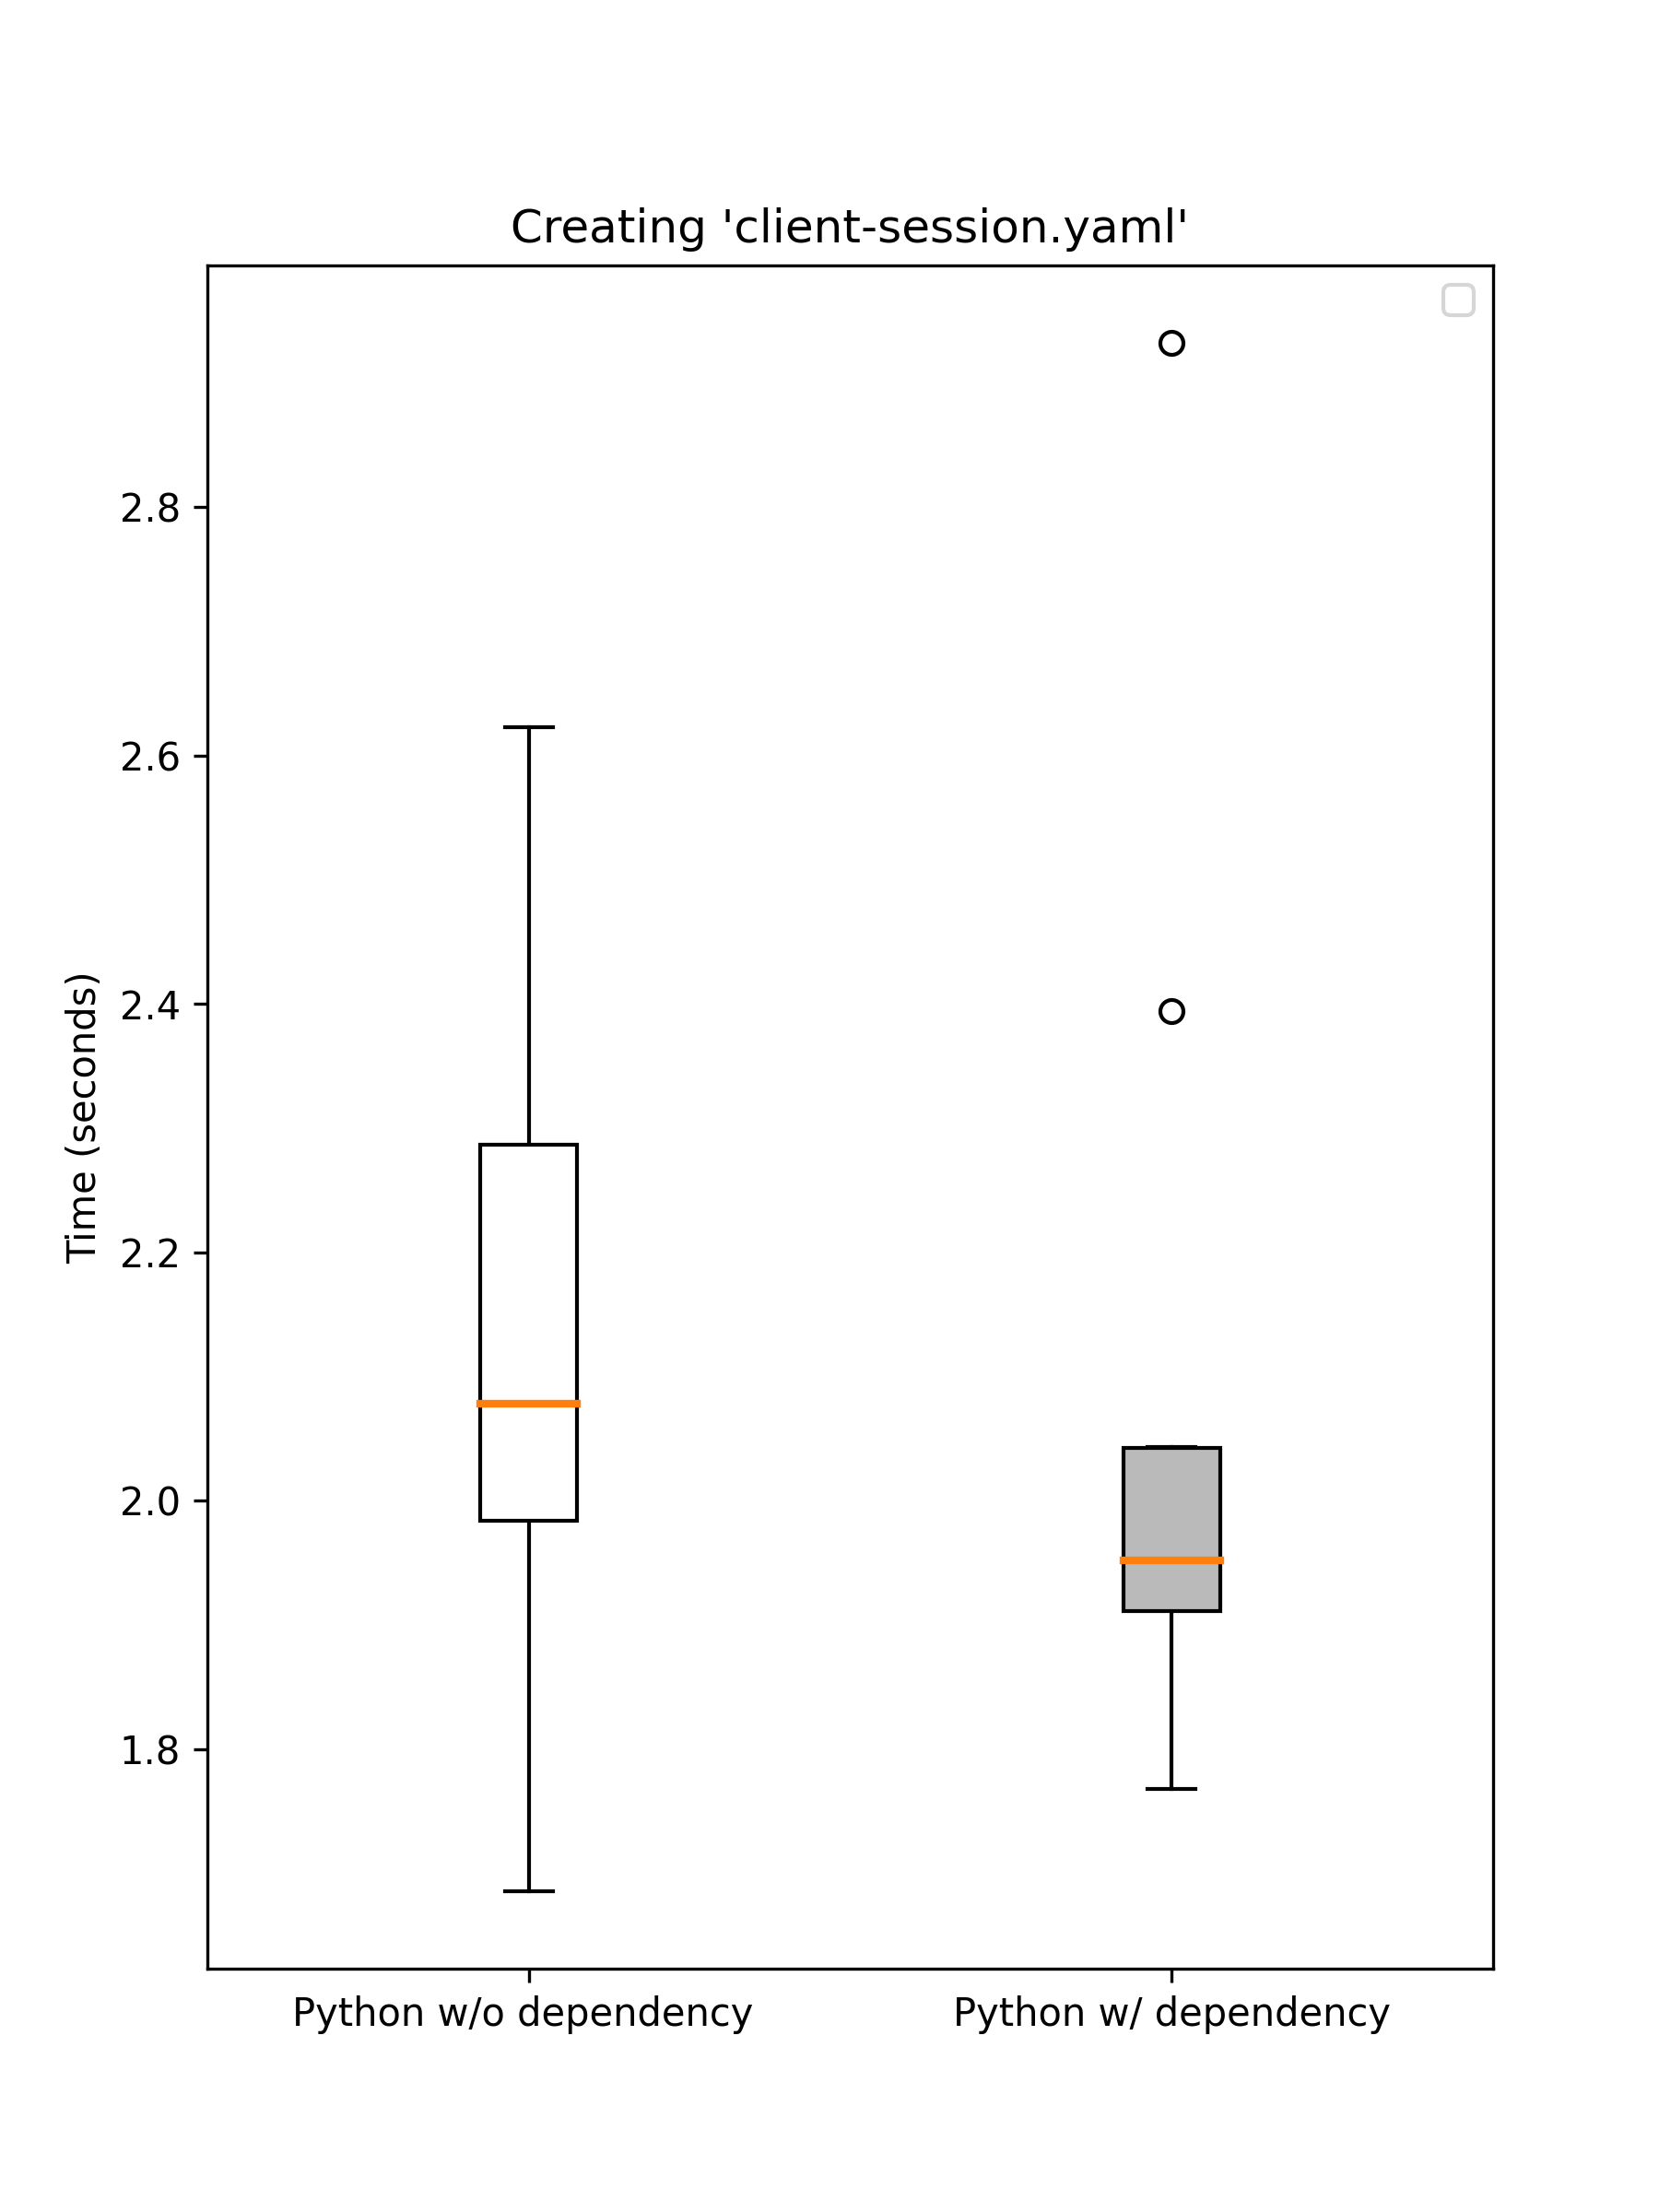 Creating 'client-session.yaml'
Time (seconds)
2.8
2.6
2.4
2.2
2.0
1.8
Python w/o dependency
Python w/ dependency